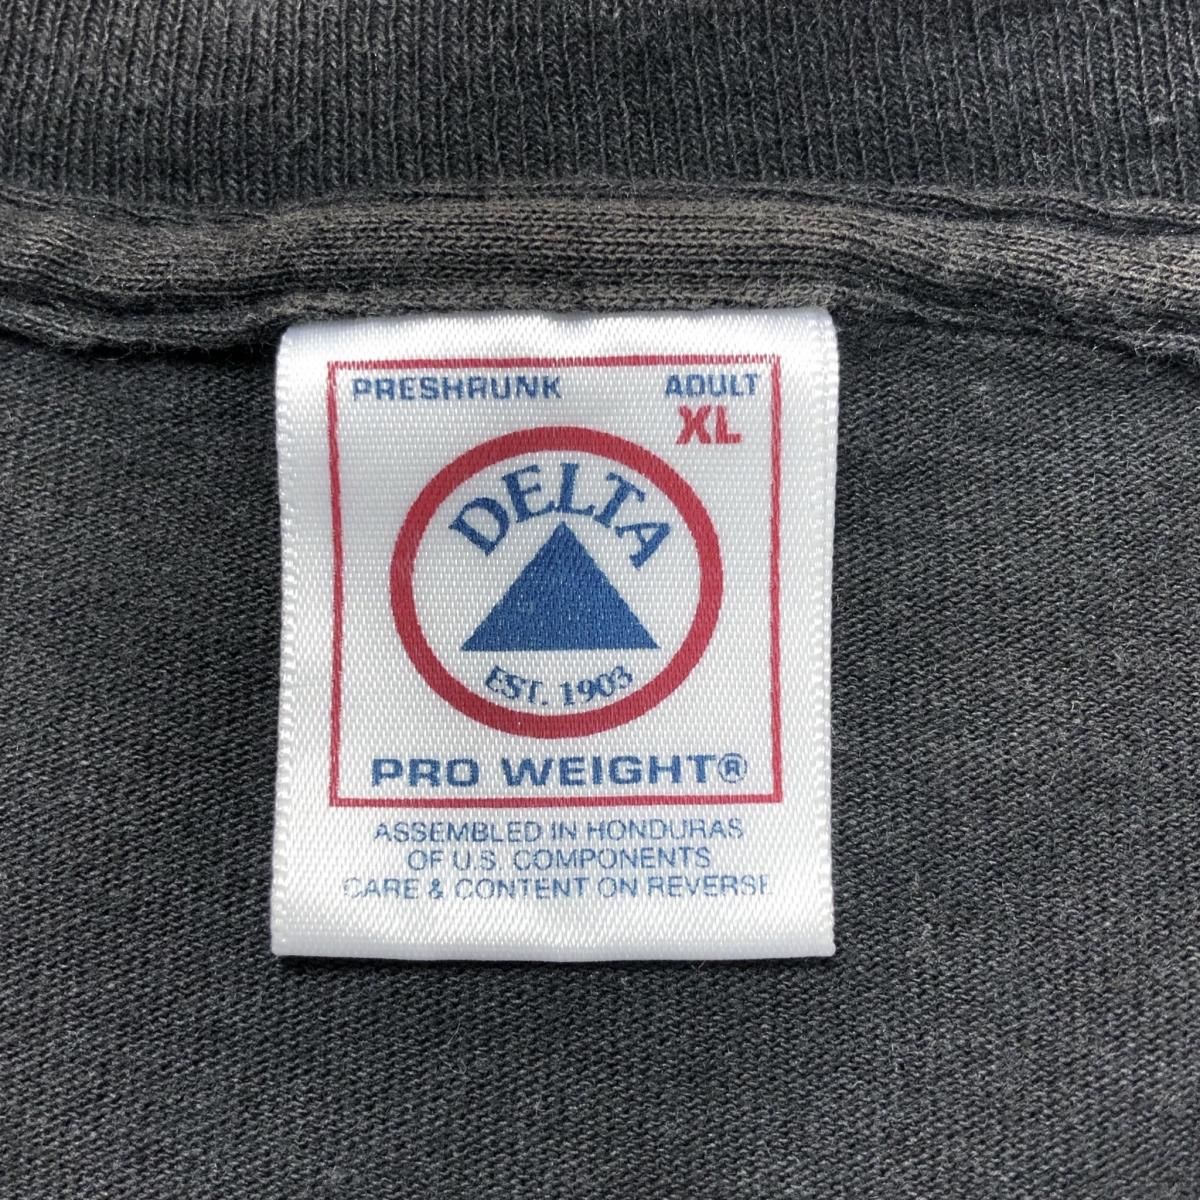 PRESHRUNK ADULT
XL
DELTA
EST. 1903
PRO WEIGHT®
ASSEMBLED IN HONDURAS
OF U.S. COMPONENTS
CARE & CONTENT ON REVERSE